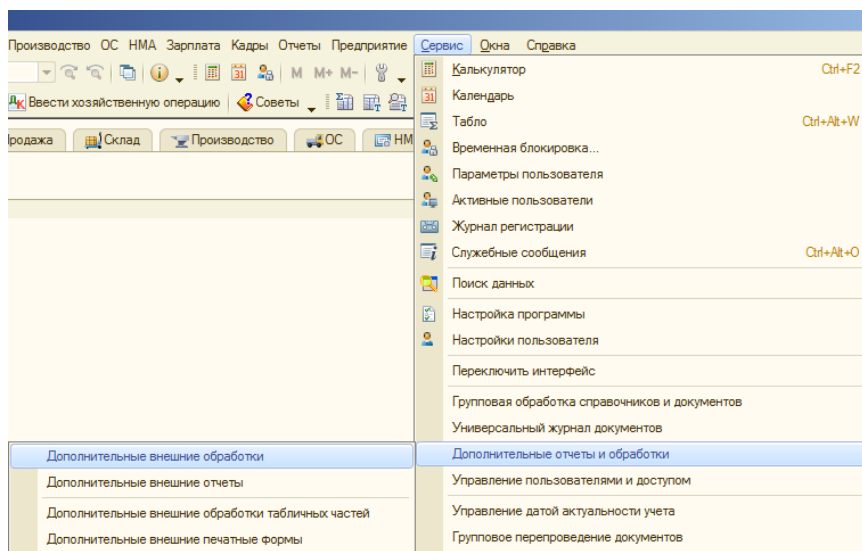 Производство ОС НМА Зарплата Кадры Отчеты Предприятие Сервис Окна Справка
31 M M+ M-
Ввести хозяйственную операцию Советы
Склад Производство ОС НМ
Калькулятор Ctrl+F2
Календарь
Табло Ctrl+Alt+W
Временная блокировка...
Параметры пользователя
Активные пользователи
Журнал регистрации
Служебные сообщения Ctrl+Alt+O
Поиск данных
Настройка программы
Настройки пользователя
Переключить интерфейс
Групповая обработка справочников и документов
Универсальный журнал документов
Дополнительные отчеты и обработки
Управление пользователями и доступом
Управление датой актуальности учета
Групповое перепроведение документов
Дополнительные внешние обработки
Дополнительные внешние отчеты
Дополнительные внешние обработки табличных частей
Дополнительные внешние печатные формы